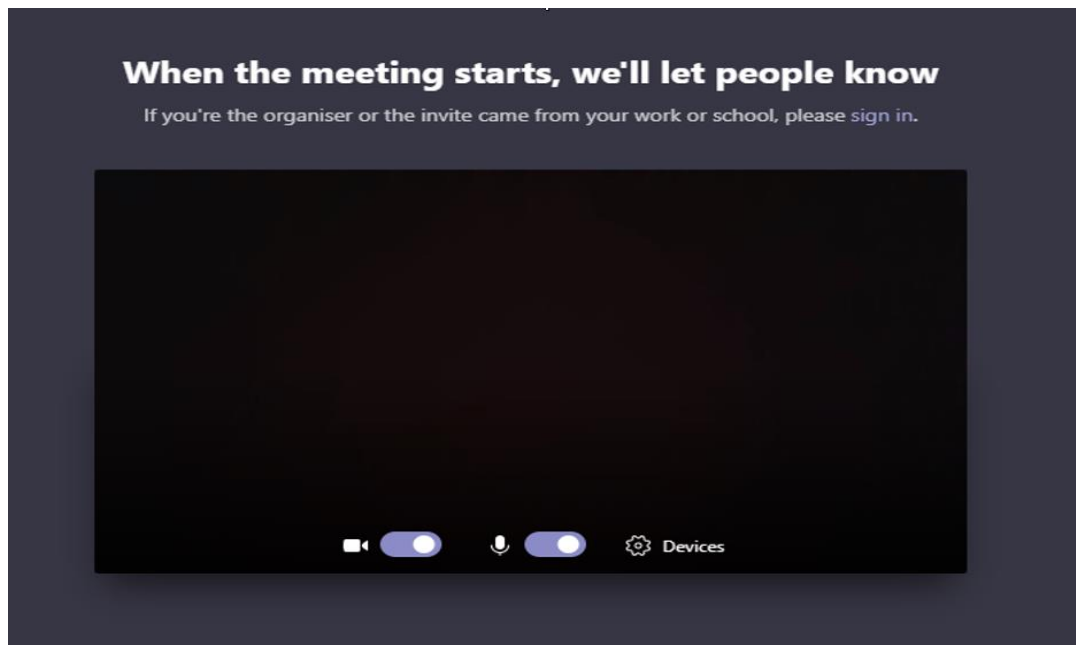 When the meeting starts, we'll let people know
If you're the organiser or the invite came from your work or school, please sign in.
Devices